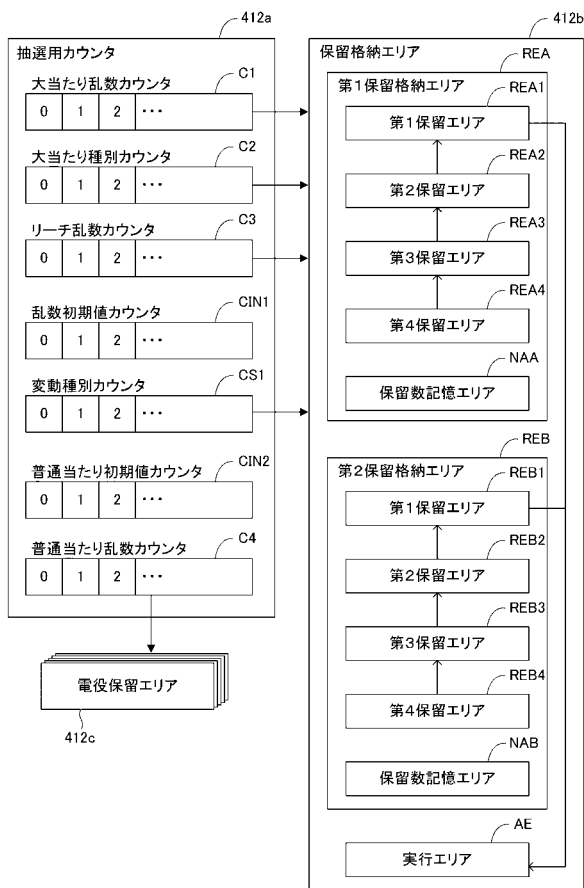 412a
抽選用カウンタ
大当たり乱数カウンタ
C1
0 1 2 ･･･
大当たり種別カウンタ
C2
0 1 2 ･･･
リーチ乱数カウンタ
C3
0 1 2 ･･･
乱数初期値カウンタ
CIN1
0 1 2 ･･･
変動種別カウンタ
CS1
0 1 2 ･･･
普通当たり初期値カウンタ
CIN2
0 1 2 ･･･
普通当たり乱数カウンタ
C4
0 1 2 ･･･
電役保留エリア
412c
412b
保留格納エリア
REA
第1保留格納エリア
REA1
第1保留エリア
REA2
第2保留エリア
REA3
第3保留エリア
REA4
第4保留エリア
NAA
保留数記憶エリア
REB
第2保留格納エリア
REB1
第1保留エリア
REB2
第2保留エリア
REB3
第3保留エリア
REB4
第4保留エリア
NAB
保留数記憶エリア
AE
実行エリア